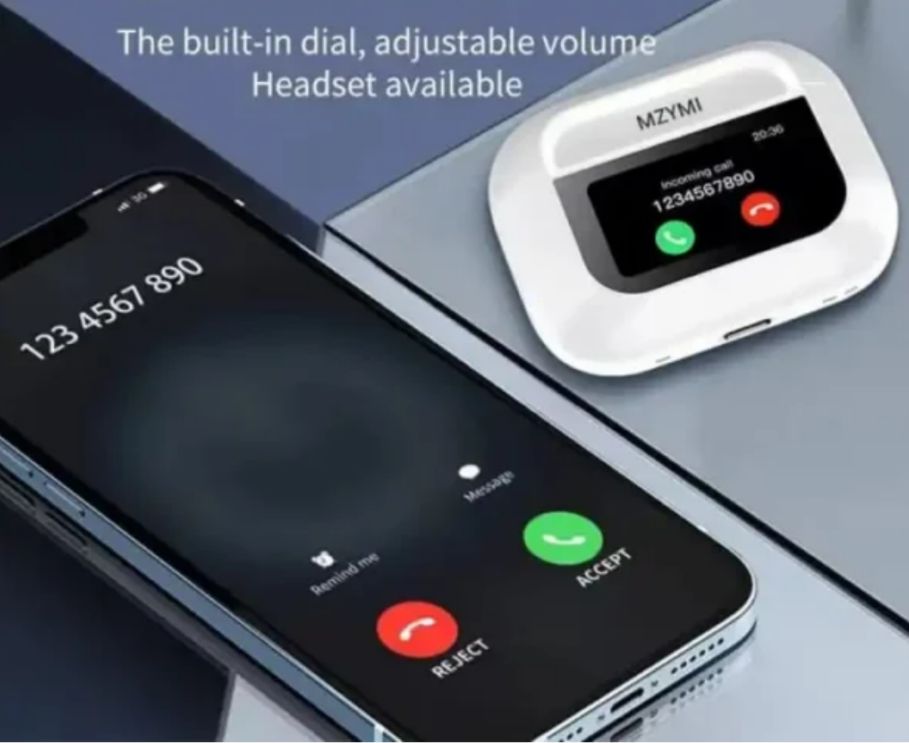 The built-in dial, adjustable volume
Headset available
MZYMI
20:36
Incoming call
1234567890
123 4567 890
Message
Remind me
ACCEPT
REJECT